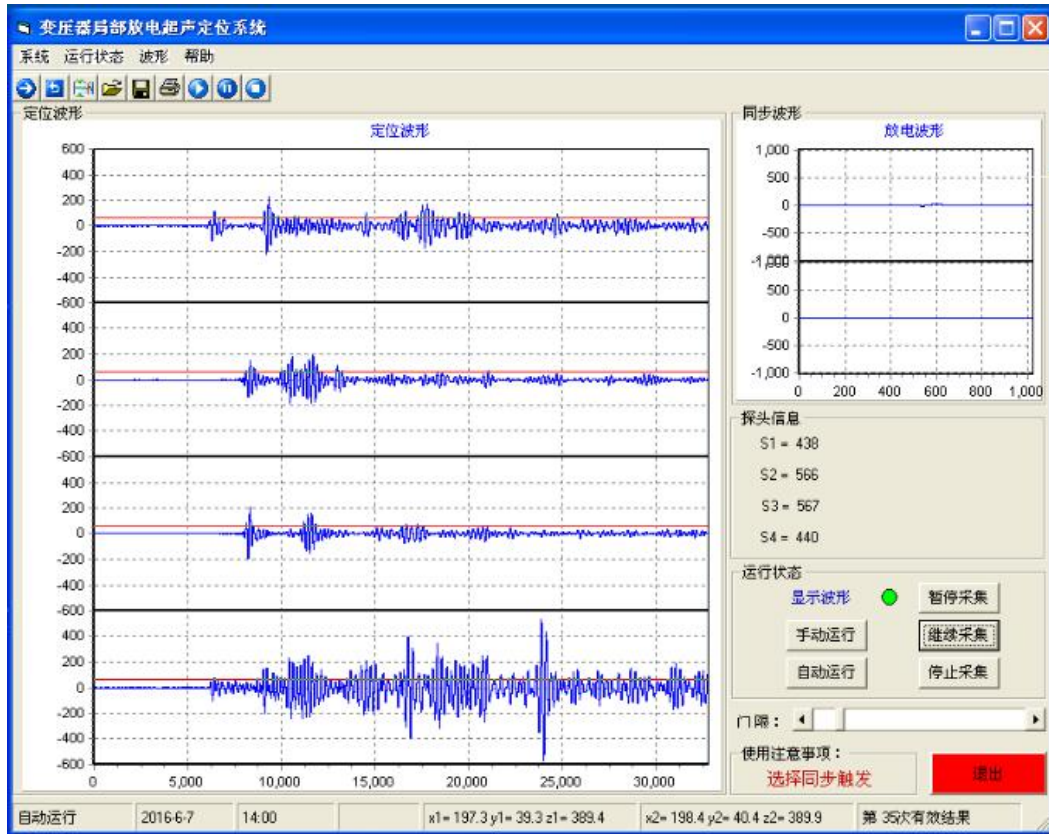 变压器局部放电超声定位系统
系统 运行状态 波形 帮助
定位波形
定位波形
600
400
200
0
-200
-400
-600
400
200
0
-200
-400
-600
400
200
0
-200
-400
-600
400
200
0
-200
-400
-600
0 5,000 10,000 15,000 20,000 25,000 30,000
同步波形
放电波形
1,000
500
0
-500
-1,000
1,000
500
0
-500
-1,000
0 200 400 600 800 1,000
探头信息
S1 = 438
S2 = 566
S3 = 567
S4 = 440
运行状态
显示波形 暂停采集
手动运行 继续采集
自动运行 停止采集
门限：
使用注意事项：
选择同步触发
退出
自动运行 2016-6-7 14:00 x1= 197.3 y1= 39.3 z1= 389.4 x2= 198.4 y2= 40.4 z2= 389.9 第 35次有效结果